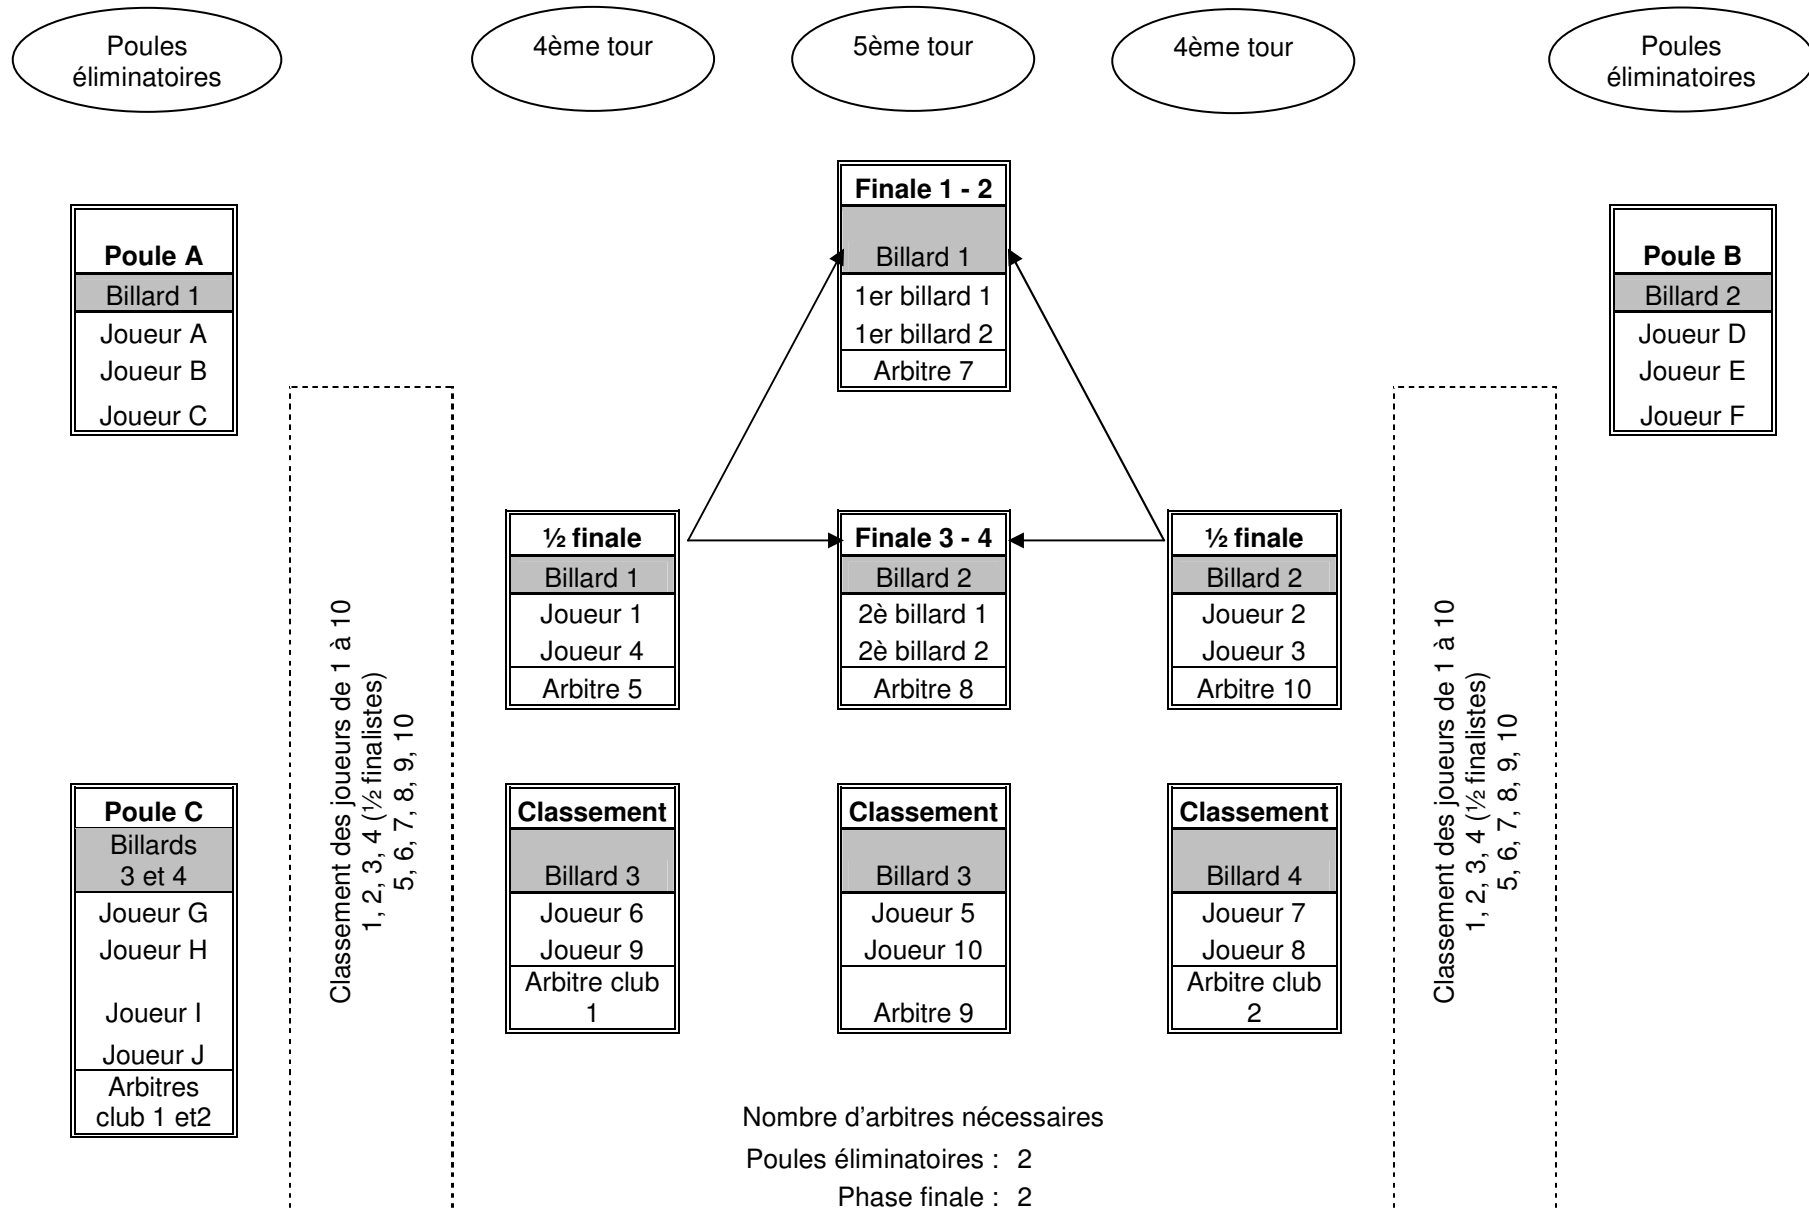 Poules
éliminatoires
4ème tour
5ème tour
4ème tour
Poules
éliminatoires
Poule A
Billard 1
Joueur A
Joueur B
Joueur C
Finale 1 - 2
Billard 1
1er billard 1
1er billard 2
Arbitre 7
Poule B
Billard 2
Joueur D
Joueur E
Joueur F
Classement des joueurs de 1 à 10
1, 2, 3, 4 (½ finalistes)
5, 6, 7, 8, 9, 10
½ finale
Billard 1
Joueur 1
Joueur 4
Arbitre 5
Finale 3 - 4
Billard 2
2è billard 1
2è billard 2
Arbitre 8
½ finale
Billard 2
Joueur 2
Joueur 3
Arbitre 10
Classement des joueurs de 1 à 10
1, 2, 3, 4 (½ finalistes)
5, 6, 7, 8, 9, 10
Poule C
Billards
3 et 4
Joueur G
Joueur H
Joueur I
Joueur J
Arbitres
club 1 et2
Classement
Billard 3
Joueur 6
Joueur 9
Arbitre club
1
Classement
Billard 3
Joueur 5
Joueur 10
Arbitre 9
Classement
Billard 4
Joueur 7
Joueur 8
Arbitre club
2
Nombre d'arbitres nécessaires
Poules éliminatoires : 2
Phase finale : 2